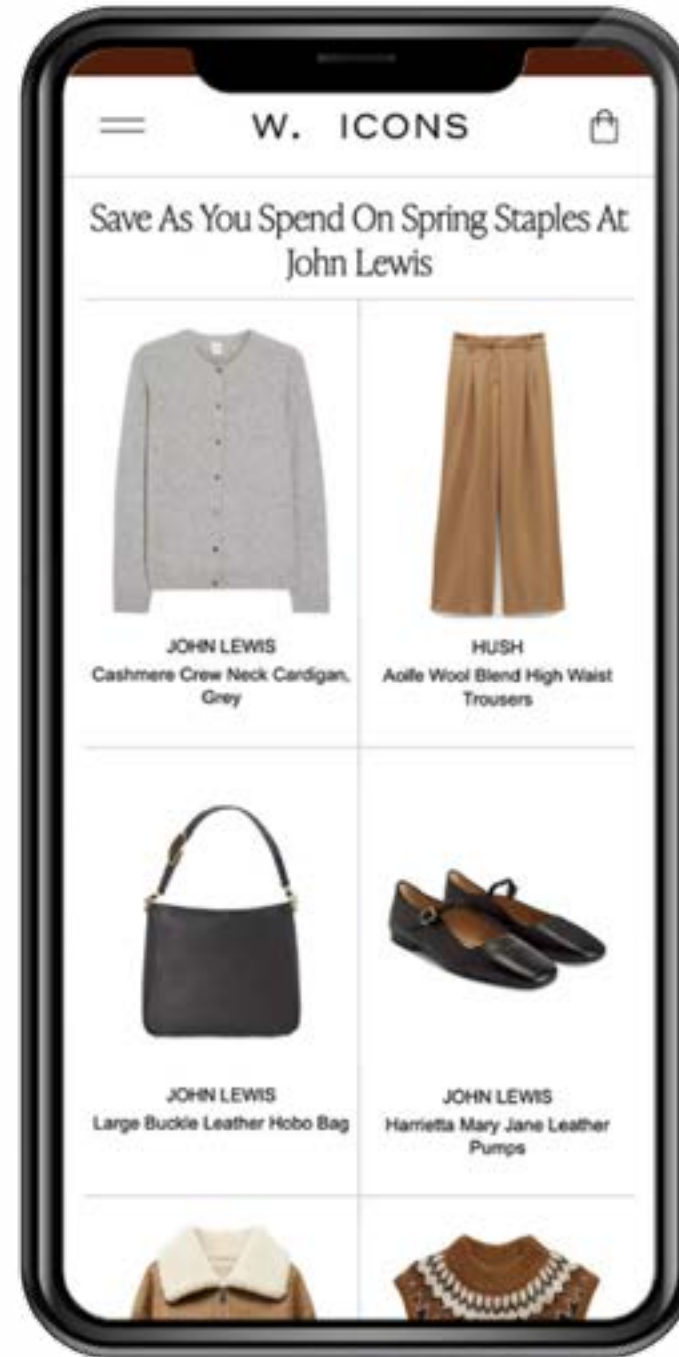 W. ICONS
Save As You Spend On Spring Staples At
John Lewis
JOHN LEWIS
Cashmere Crew Neck Cardigan,
Grey
HUSH
Aoife Wool Blend High Waist
Trousers
JOHN LEWIS
Large Buckle Leather Hobo Bag
JOHN LEWIS
Harrietta Mary Jane Leather
Pumps